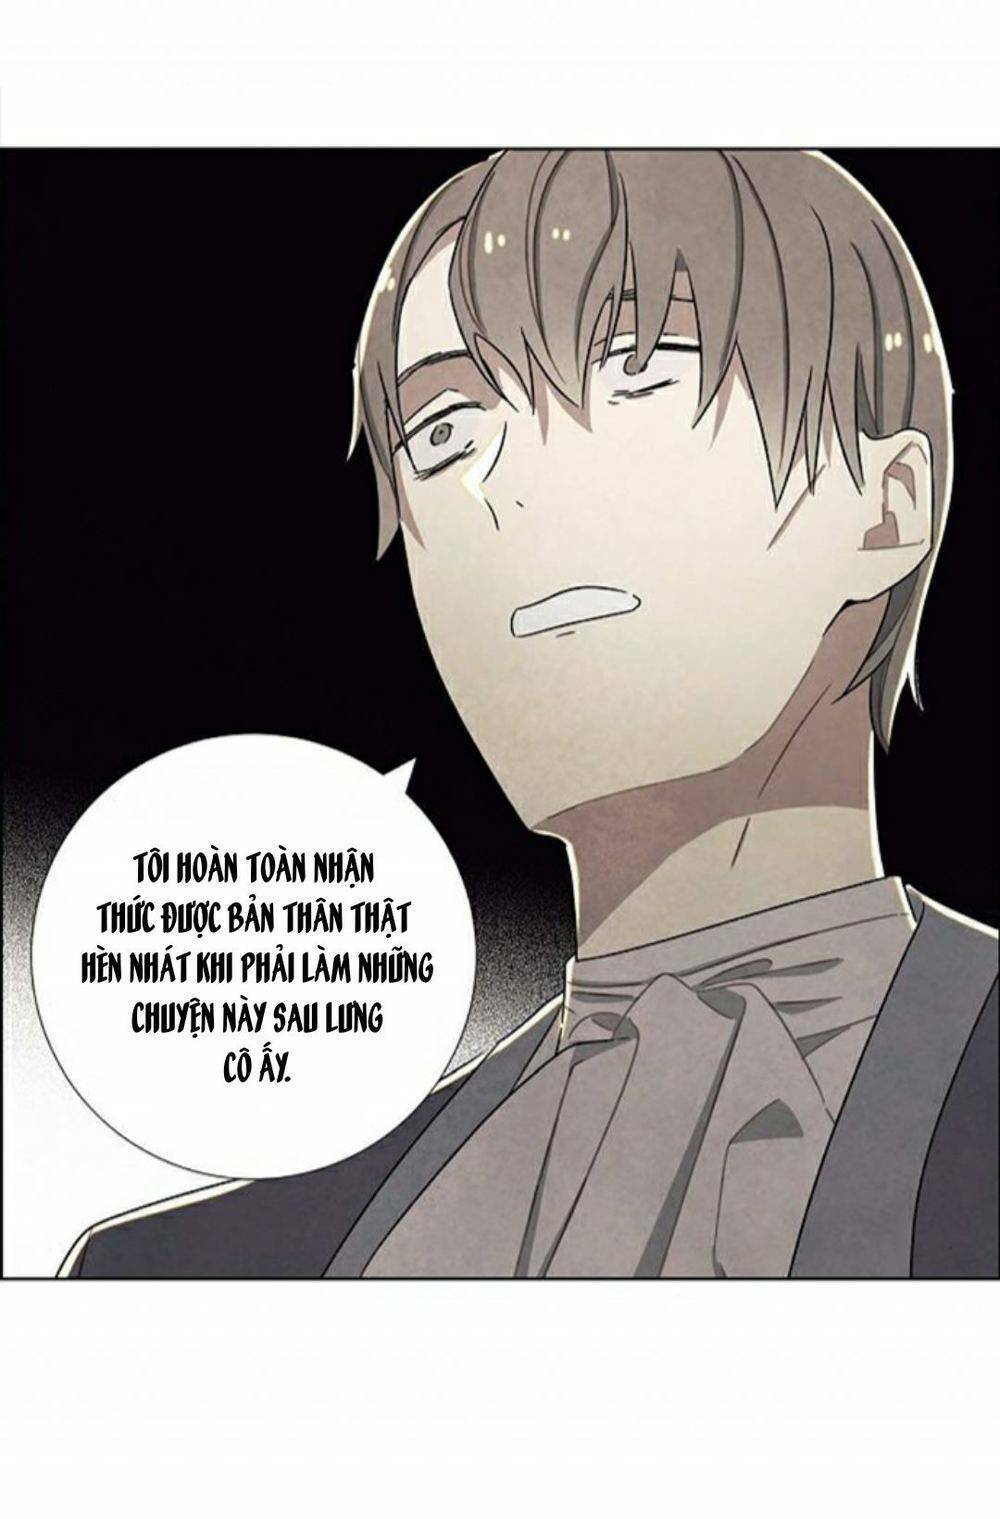 TÔI HOÀN TOÀN NHẬN
THỨC ĐƯỢC BẢN THÂN THẬT
HÈN NHÁT KHI PHẢI LÀM NHỮNG
CHUYỆN NÀY SAU LƯNG
CÔ ẤY.